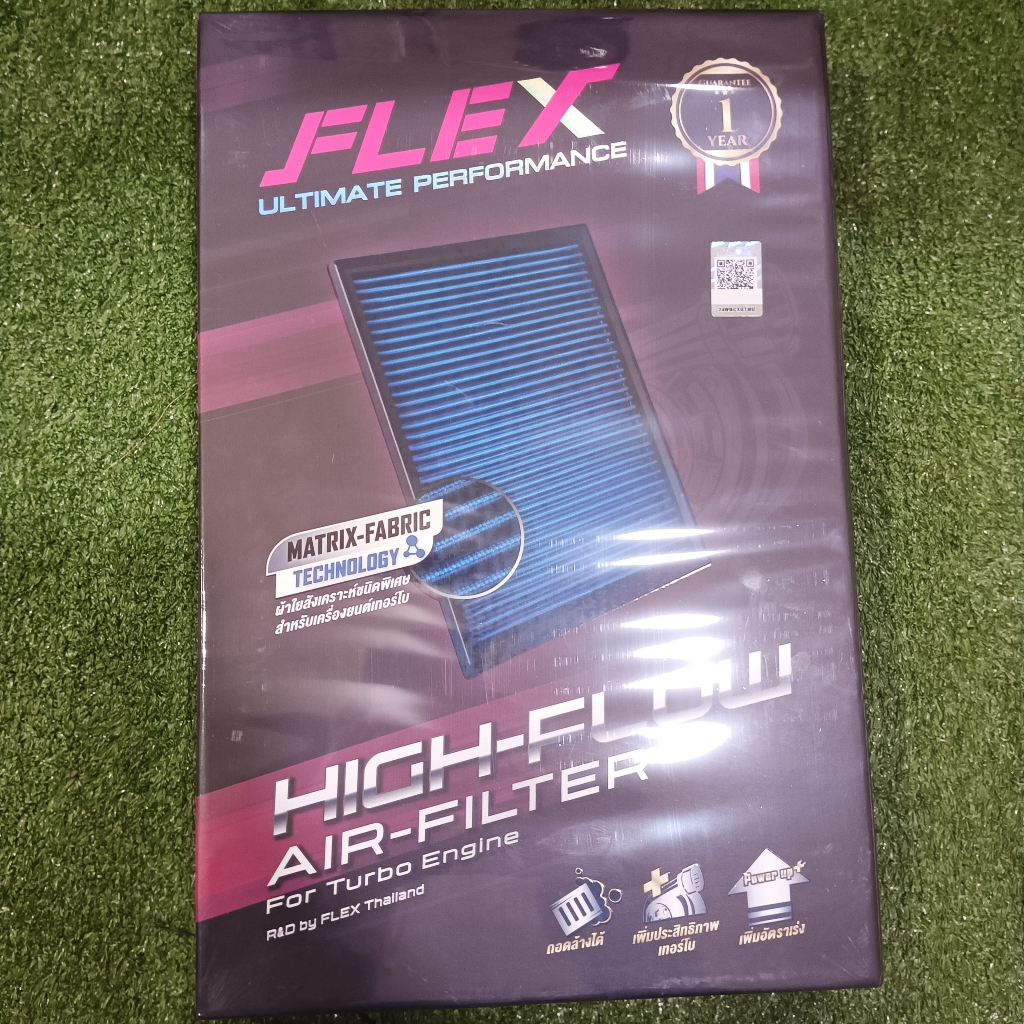 FLEX
ULTIMATE PERFORMANCE
GUARANTEE
1
YEAR
MATRIX-FABRIC
TECHNOLOGY
ผ้าใยสังเคราะห์ชนิดพิเศษ
สำหรับเครื่องยนต์เทอร์โบ
HIGH-FLOW
AIR-FILTER
For Turbo Engine
R&D by FLEX Thailand
ถอดล้างได้
เพิ่มประสิทธิภาพ
เทอร์โบ
Power up+
เพิ่มอัตราเร่ง